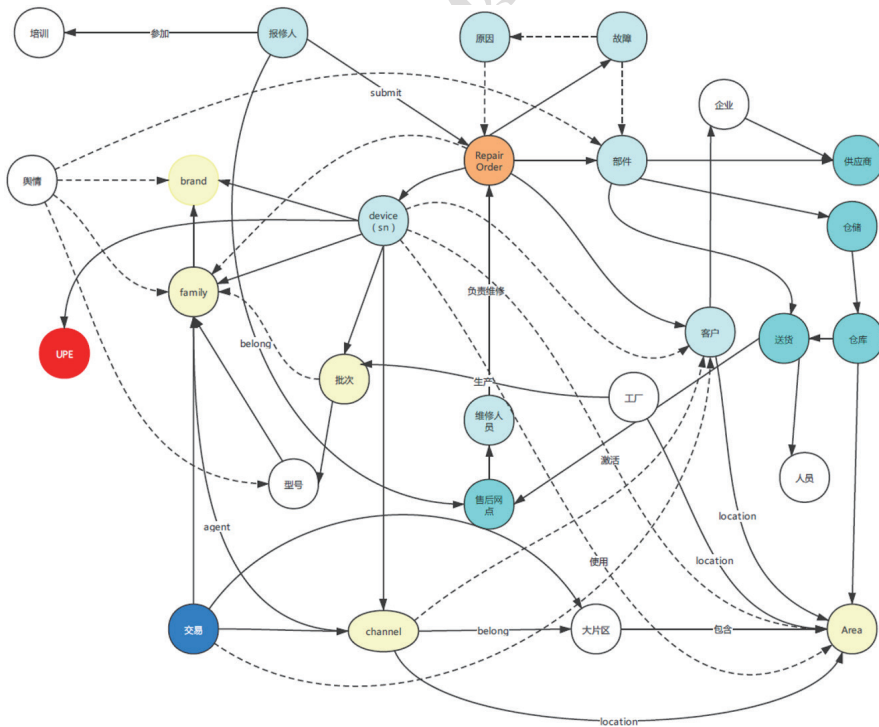 培训
参加
报修人
原因
故障
submit
企业
舆情
brand
Repair
Order
部件
供应商
device
( sn )
仓储
family
负责维修
UPE
belong
客户
送货
仓库
批次
生产
工厂
维修人
员
型号
激活
人员
售后网
点
agent
location
location
使用
交易
channel
belong
大片区
包含
Area
location